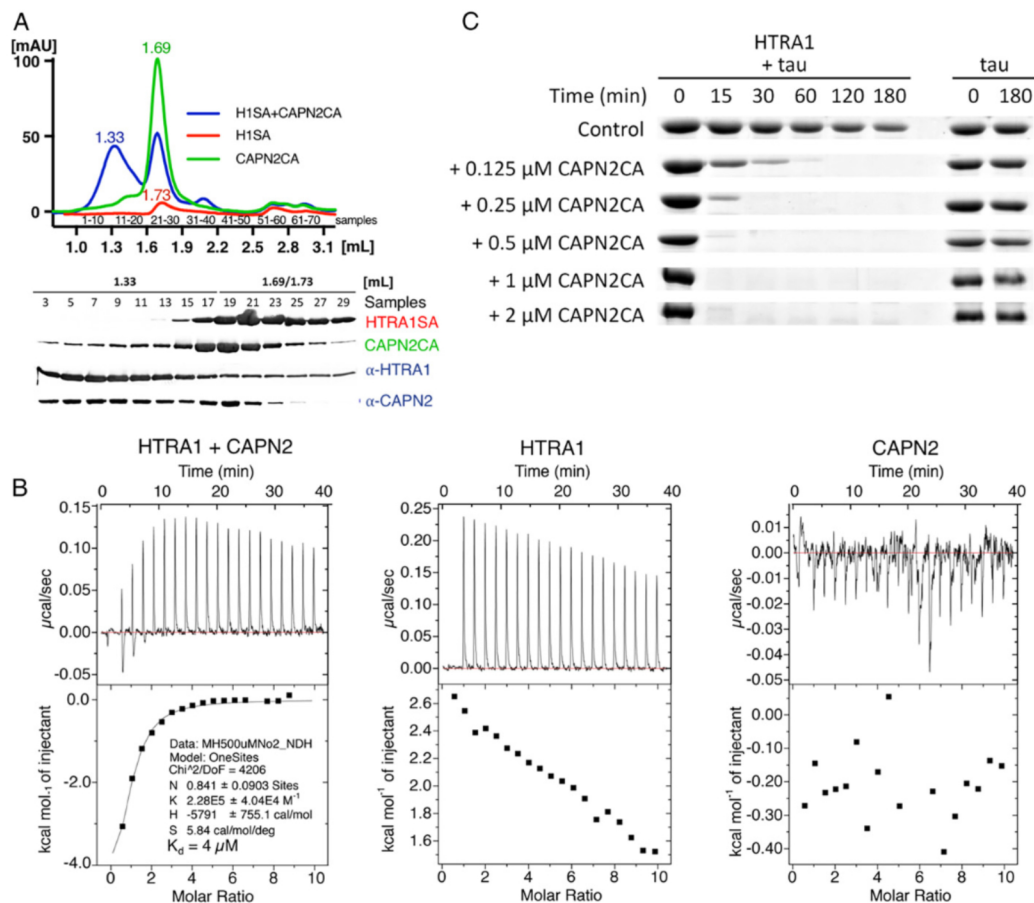 A
[mAU]
100
50
0
1.69
1.33
1.73
H1SA+CAPN2CA
H1SA
CAPN2CA
1-10 11-20 21-30 31-40 41-50 51-60 61-70 samples
1.0 1.3 1.6 1.9 2.2 2.5 2.8 3.1 [mL]
1.33 1.69/1.73 [mL]
3 5 7 9 11 13 15 17 19 21 23 25 27 29 Samples
HTRA1SA
CAPN2CA
α-HTRA1
α-CAPN2
C
HTRA1
+ tau
tau
Time (min) 0 15 30 60 120 180 0 180
Control
+ 0.125 µM CAPN2CA
+ 0.25 µM CAPN2CA
+ 0.5 µM CAPN2CA
+ 1 µM CAPN2CA
+ 2 µM CAPN2CA
B
HTRA1 + CAPN2
Time (min)
0 10 20 30 40
0.15
0.10
0.05
0.00
-0.05
µcal/sec
0.0
-2.0
-4.0
kcal mol-1 of injectant
Data: MH500uMNo2_NDH
Model: OneSites
Chi^2/DoF = 4206
N 0.841 ± 0.0903 Sites
K 2.28E5 ± 4.04E4 M-1
H -5791 ± 755.1 cal/mol
S 5.84 cal/mol/deg
Kd = 4 µM
0 2 4 6 8 10
Molar Ratio
HTRA1
Time (min)
0 10 20 30 40
0.25
0.20
0.15
0.10
0.05
0.00
µcal/sec
2.6
2.4
2.2
2.0
1.8
1.6
kcal mol-1 of injectant
0 2 4 6 8 10
Molar Ratio
CAPN2
Time (min)
0 10 20 30 40
0.01
0.00
-0.01
-0.02
-0.03
-0.04
-0.05
µcal/sec
0.00
-0.10
-0.20
-0.30
-0.40
kcal mol-1 of injectant
0 2 4 6 8 10
Molar Ratio